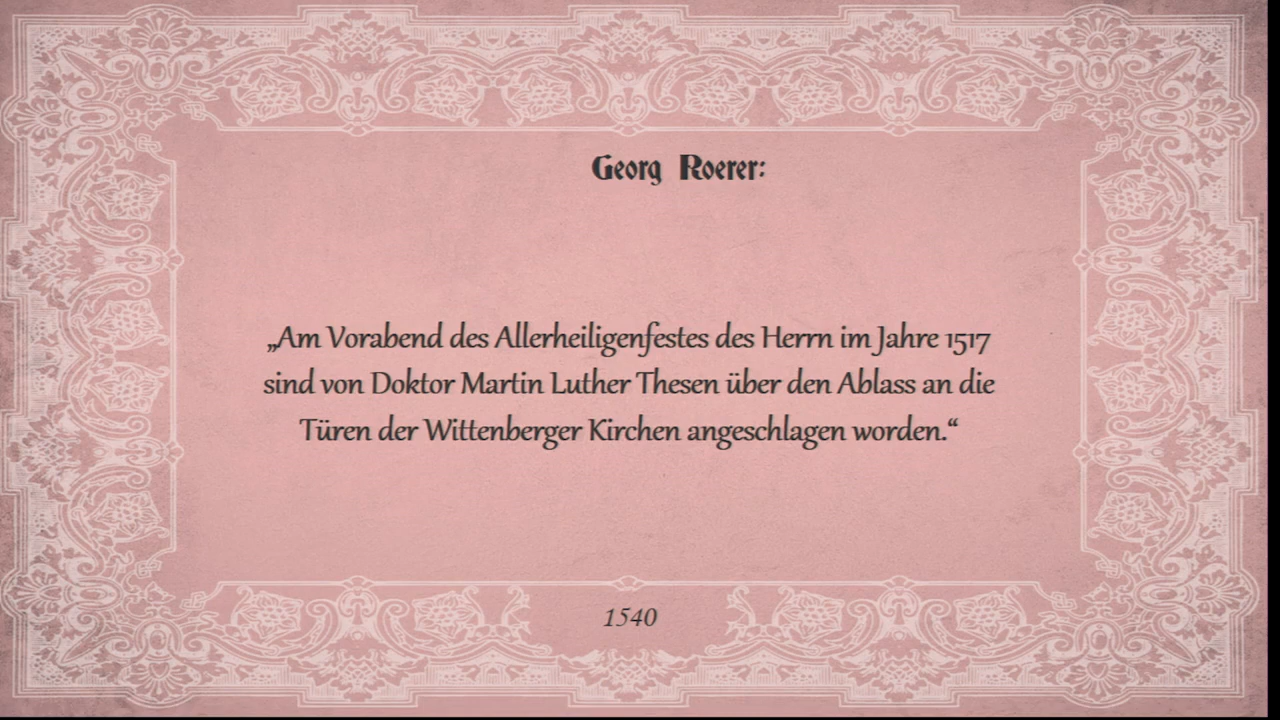 Georg Roerer:
„Am Vorabend des Allerheiligenfestes des Herrn im Jahre 1517
sind von Doktor Martin Luther Thesen über den Ablass an die
Türen der Wittenberger Kirchen angeschlagen worden.“
1540